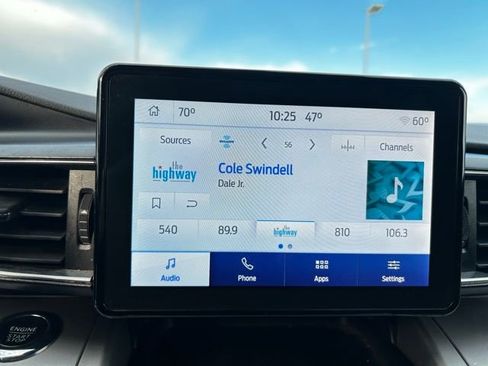 70° 10:25 47° 60°
Sources 56 Channels
the highway
Cole Swindell
Dale Jr.
540 89.9 the highway 810 106.3
Audio Phone Apps Settings
ENGINE
START
STOP